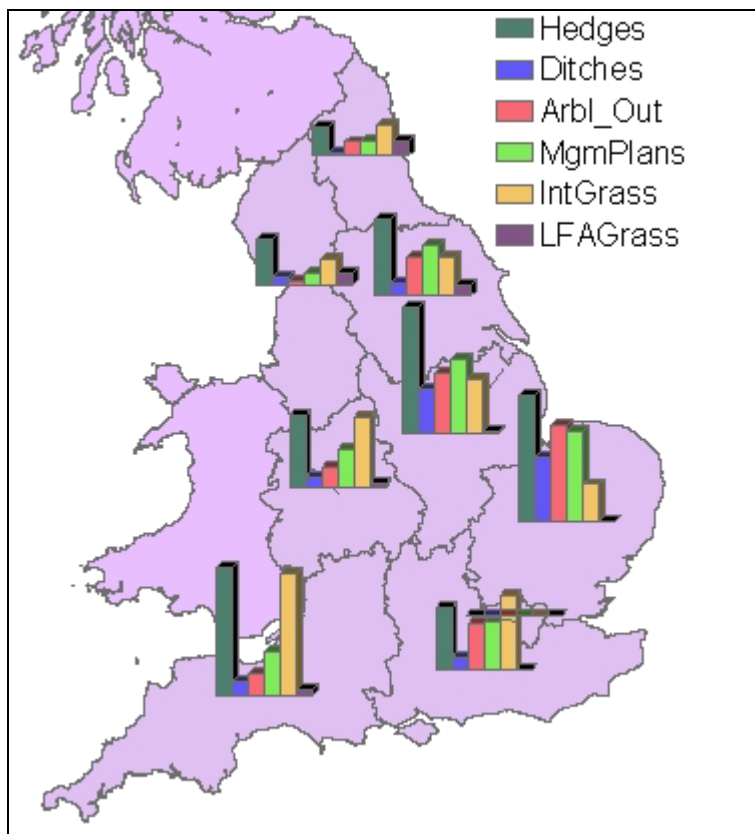 Hedges
Ditches
Arbl_Out
MgmPlans
IntGrass
LFAGrass